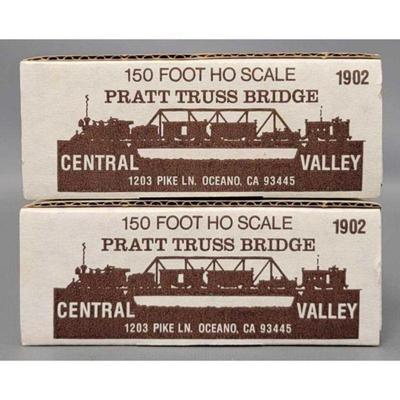 150 FOOT HO SCALE 1902
PRATT TRUSS BRIDGE
CENTRAL VALLEY
1203 PIKE LN. OCEANO, CA 93445
150 FOOT HO SCALE 1902
PRATT TRUSS BRIDGE
CENTRAL VALLEY
1203 PIKE LN. OCEANO, CA 93445